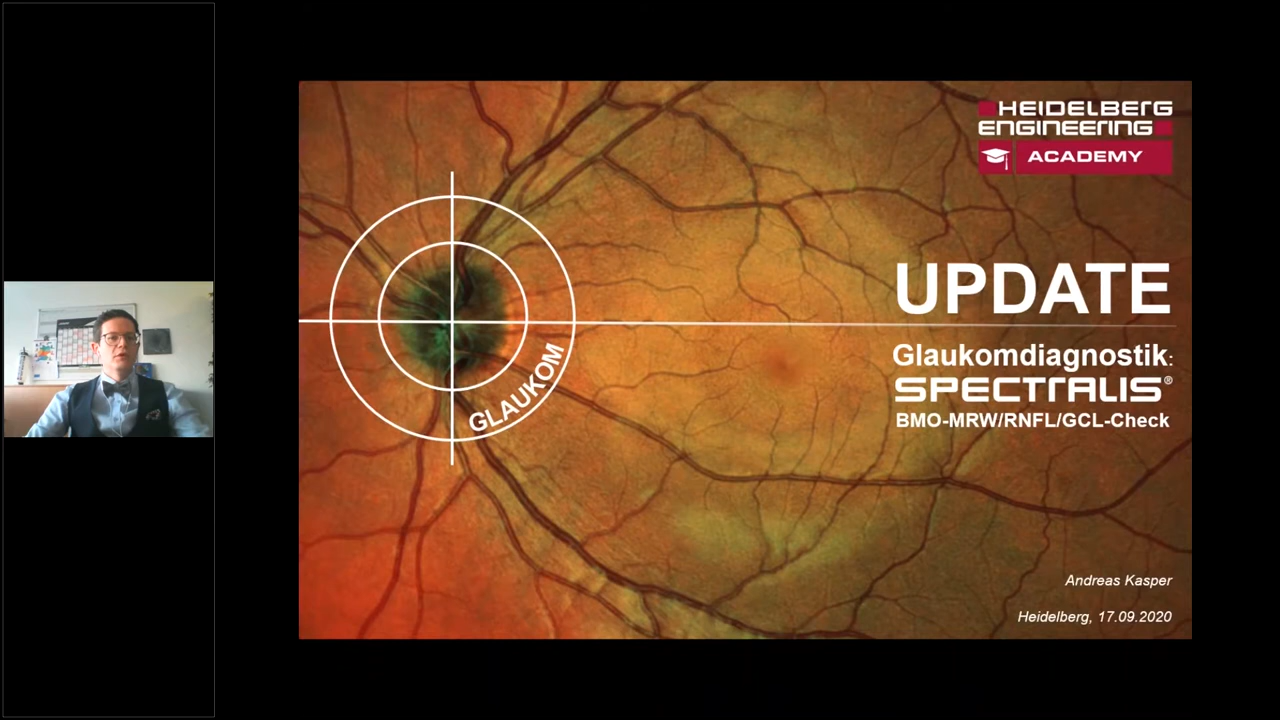 HEIDELBERG
ENGINEERING
ACADEMY
UPDATE
Glaukomdiagnostik:
SPECTRALIS®
BMO-MRW/RNFL/GCL-Check
GLAUKOM
Andreas Kasper
Heidelberg, 17.09.2020